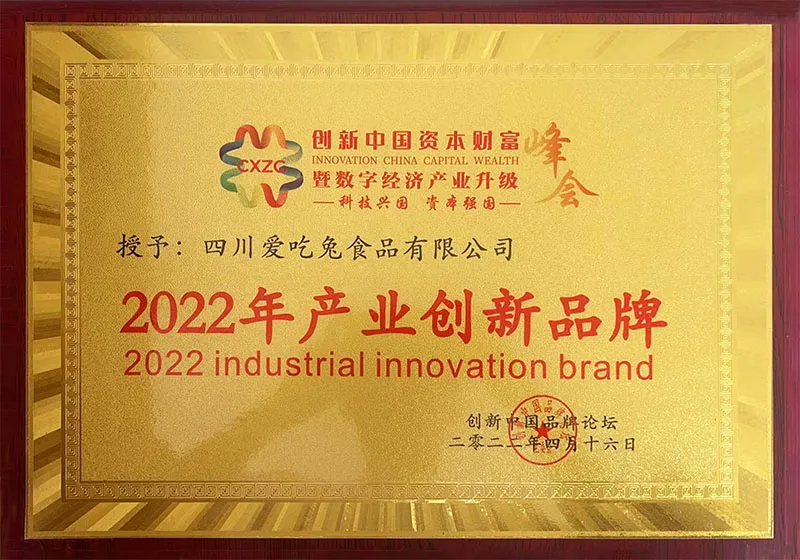 CXZC
创新中国资本财富
INNOVATION CHINA CAPITAL WEALTH
暨数字经济产业升级
科技兴国 资本强国
峰会
授予：四川爱吃兔食品有限公司
2022年产业创新品牌
2022 industrial innovation brand
创新中国品牌论坛
二零二二年四月十六日